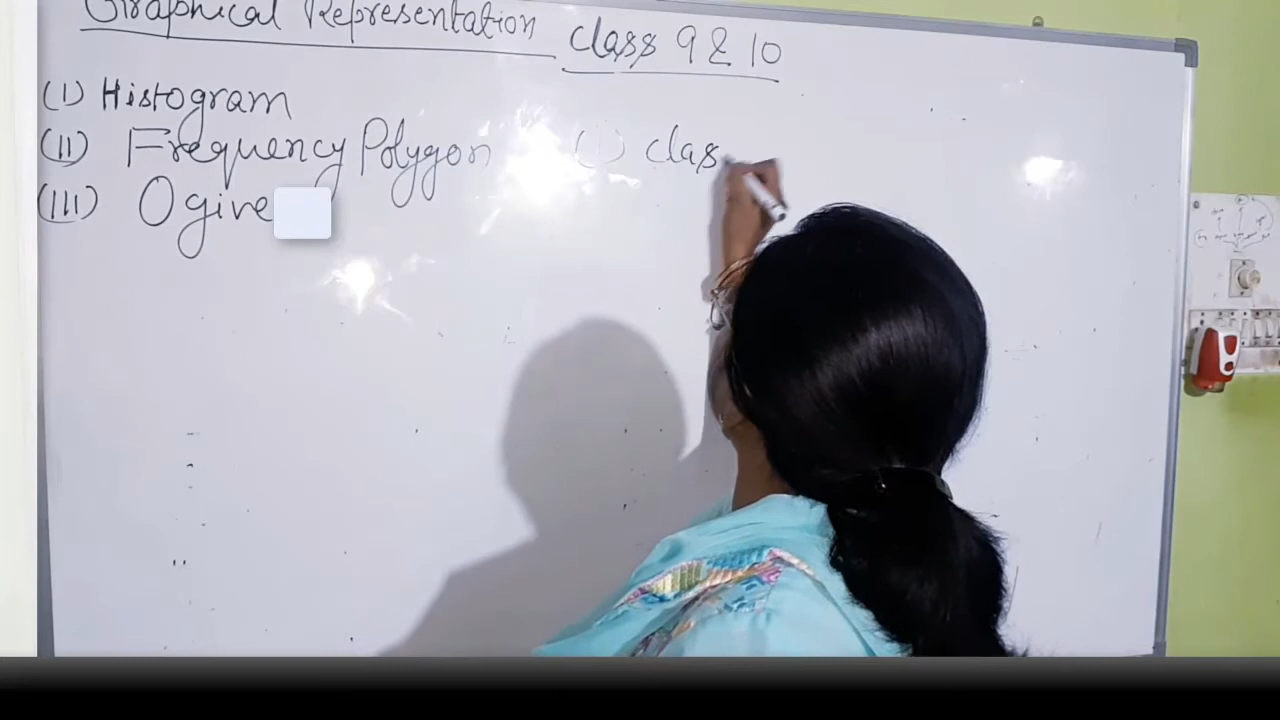 Graphical Representation class 9 & 10
(I) Histogram
(II) Frequency Polygon (I) clas
(III) Ogive